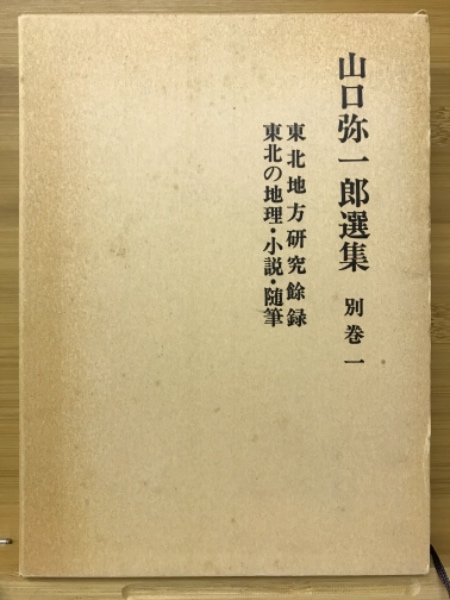 山口弥一郎選集 別巻一
東北地方研究餘録
東北の地理・小説・随筆